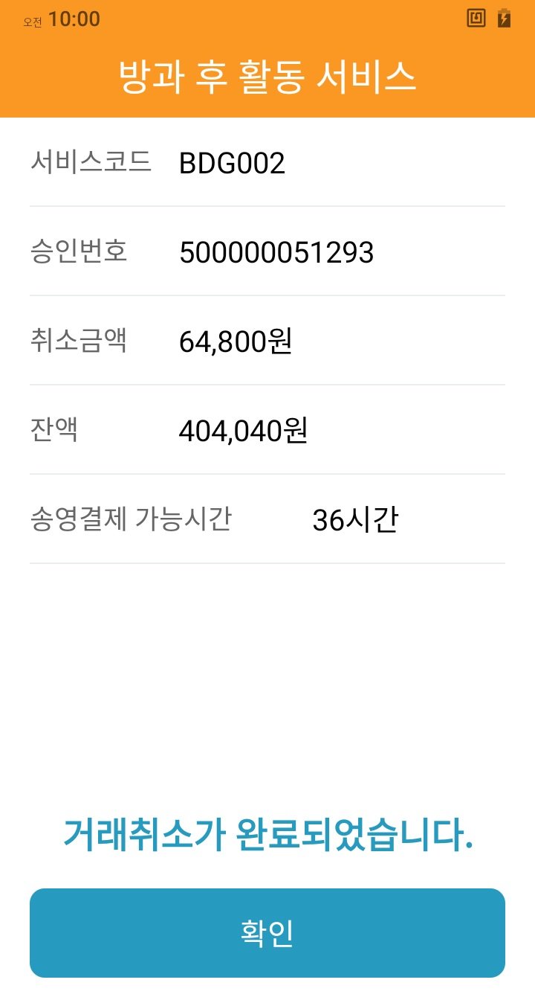 오전 10:00
방과 후 활동 서비스
서비스코드 BDG002
승인번호 500000051293
취소금액 64,800원
잔액 404,040원
송영결제 가능시간 36시간
거래취소가 완료되었습니다.
확인